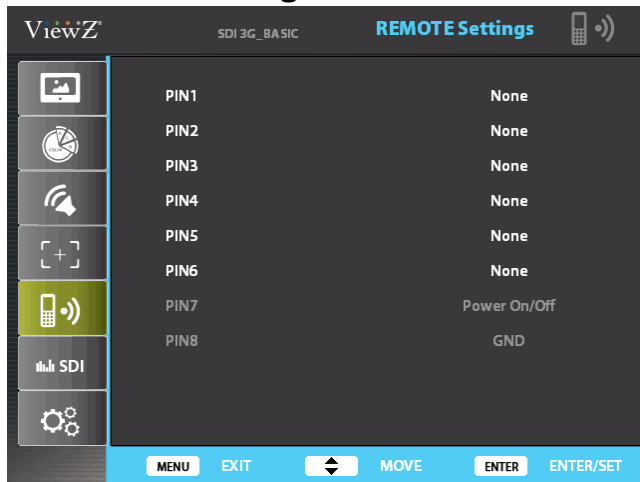 ViewZ SDI 3G_BASIC REMOTE Settings
PIN1 None
PIN2 None
PIN3 None
PIN4 None
PIN5 None
PIN6 None
PIN7 Power On/Off
PIN8 GND
COLOR
SDI
MENU EXIT MOVE ENTER ENTER/SET